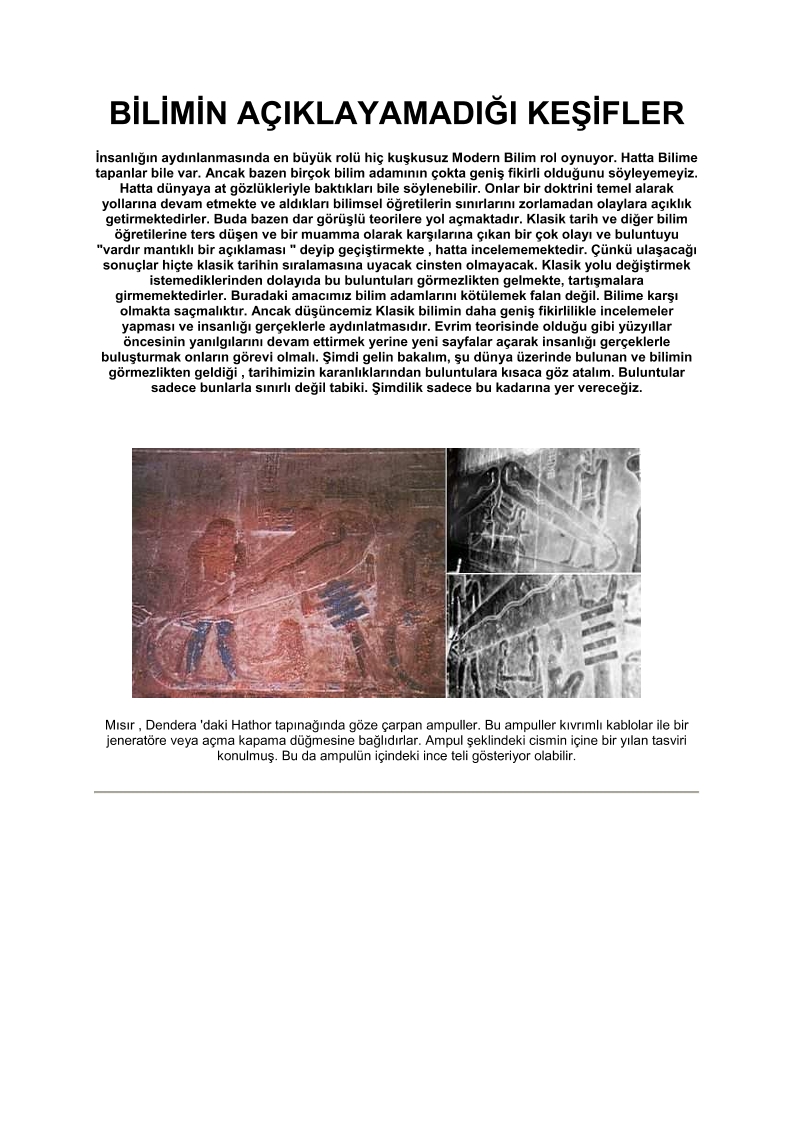 BİLİMİN AÇIKLAYAMADIĞI KEŞİFLER
İnsanlığın aydınlanmasında en büyük rolü hiç kuşkusuz Modern Bilim rol oynuyor. Hatta Bilime
tapanlar bile var. Ancak bazen birçok bilim adamının çokta geniş fikirli olduğunu söyleyemeyiz.
Hatta dünyaya at gözlükleriyle baktıkları bile söylenebilir. Onlar bir doktrini temel alarak
yollarına devam etmekte ve aldıkları bilimsel öğretilerin sınırlarını zorlamadan olaylara açıklık
getirmektedirler. Buda bazen dar görüşlü teorilere yol açmaktadır. Klasik tarih ve diğer bilim
öğretilerine ters düşen ve bir muamma olarak karşılarına çıkan bir çok olayı ve buluntuyu
"vardır mantıklı bir açıklaması " deyip geçiştirmekte , hatta incelememektedir. Çünkü ulaşacağı
sonuçlar hiçte klasik tarihin sıralamasına uyacak cinsten olmayacak. Klasik yolu değiştirmek
istemediklerinden dolayıda bu buluntuları görmezlikten gelmekte, tartışmalara
girmemektedirler. Buradaki amacımız bilim adamlarını kötülemek falan değil. Bilime karşı
olmakta saçmalıktır. Ancak düşüncemiz Klasik bilimin daha geniş fikirlilikle incelemeler
yapması ve insanlığı gerçeklerle aydınlatmasıdır. Evrim teorisinde olduğu gibi yüzyıllar
öncesinin yanılgılarını devam ettirmek yerine yeni sayfalar açarak insanlığı gerçeklerle
buluşturmak onların görevi olmalı. Şimdi gelin bakalım, şu dünya üzerinde bulunan ve bilimin
görmezlikten geldiği , tarihimizin karanlıklarından buluntulara kısaca göz atalım. Buluntular
sadece bunlarla sınırlı değil tabiki. Şimdilik sadece bu kadarına yer vereceğiz.
Mısır , Dendera 'daki Hathor tapınağında göze çarpan ampuller. Bu ampuller kıvrımlı kablolar ile bir
jeneratöre veya açma kapama düğmesine bağlıdırlar. Ampul şeklindeki cismin içine bir yılan tasviri
konulmuş. Bu da ampulün içindeki ince teli gösteriyor olabilir.